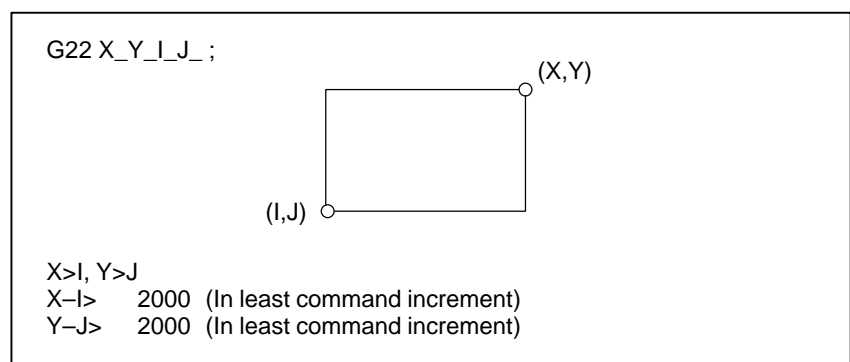 G22 X_Y_I_J_ ;
(X,Y)
(I,J)
X>I, Y>J
X–I> 2000 (In least command increment)
Y–J> 2000 (In least command increment)